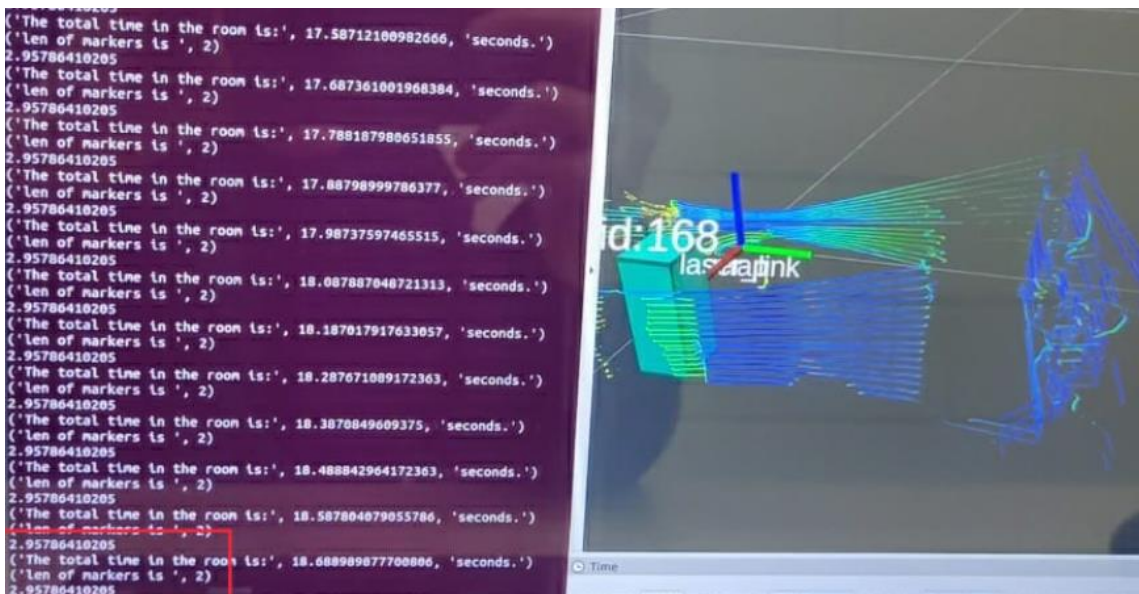 ('The total time in the room is:', 17.58712100982666, 'seconds.')
('len of markers is ', 2)
2.95786410205
('The total time in the room is:', 17.687361001968384, 'seconds.')
('len of markers is ', 2)
2.95786410205
('The total time in the room is:', 17.788187980651855, 'seconds.')
('len of markers is ', 2)
2.95786410205
('The total time in the room is:', 17.88798999786377, 'seconds.')
('len of markers is ', 2)
2.95786410205
('The total time in the room is:', 17.98737597465515, 'seconds.')
('len of markers is ', 2)
2.95786410205
('The total time in the room is:', 18.087887048721313, 'seconds.')
('len of markers is ', 2)
2.95786410205
('The total time in the room is:', 18.187017917633057, 'seconds.')
('len of markers is ', 2)
2.95786410205
('The total time in the room is:', 18.287671089172363, 'seconds.')
('len of markers is ', 2)
2.95786410205
('The total time in the room is:', 18.3870849609375, 'seconds.')
('len of markers is ', 2)
2.95786410205
('The total time in the room is:', 18.488842964172363, 'seconds.')
('len of markers is ', 2)
2.95786410205
('The total time in the room is:', 18.587804079055786, 'seconds.')
('len of markers is ', 2)
2.95786410205
('The total time in the room is:', 18.688989877700806, 'seconds.')
('len of markers is ', 2)
2.95786410205
id:168
Time